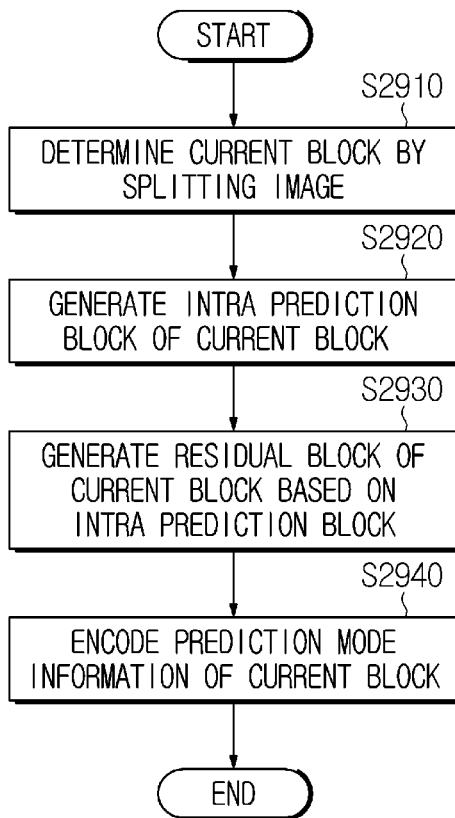 START
S2910
DETERMINE CURRENT BLOCK BY
SPLITTING IMAGE
S2920
GENERATE INTRA PREDICTION
BLOCK OF CURRENT BLOCK
S2930
GENERATE RESIDUAL BLOCK OF
CURRENT BLOCK BASED ON
INTRA PREDICTION BLOCK
S2940
ENCODE PREDICTION MODE
INFORMATION OF CURRENT BLOCK
END